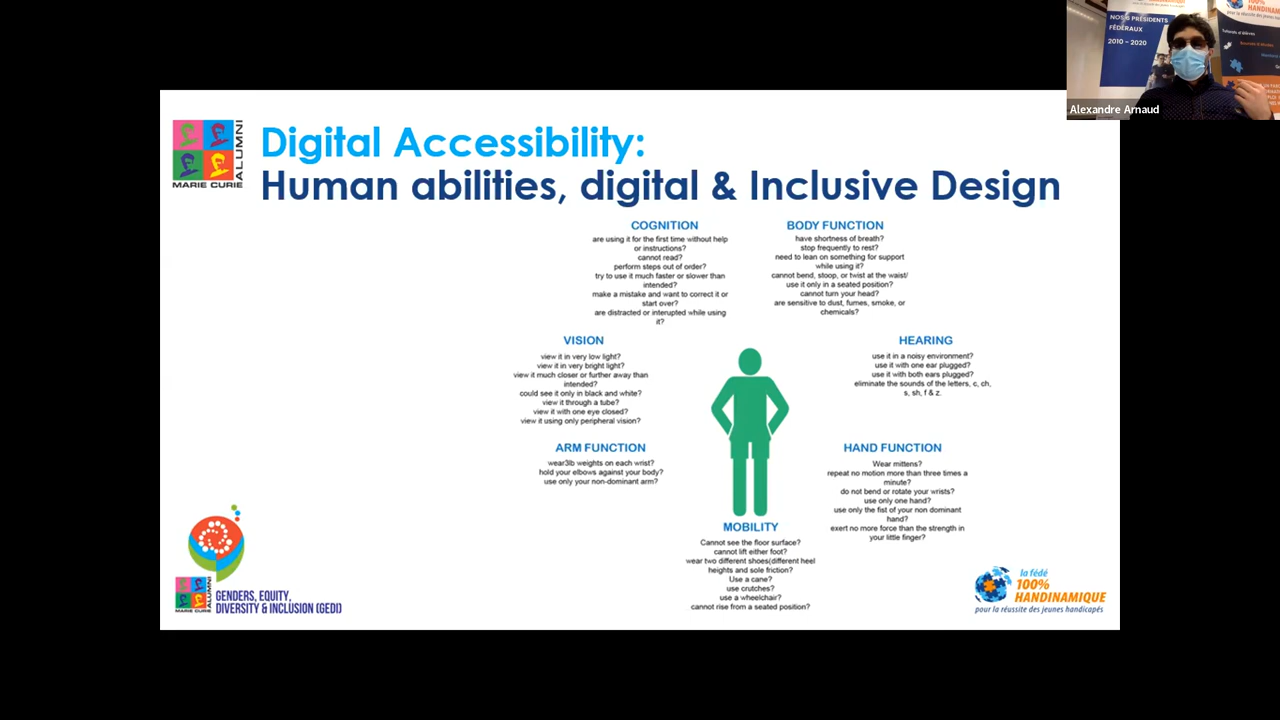 Digital Accessibility:
Human abilities, digital & Inclusive Design
MARIE CURIE
ALUMNI
COGNITION
are using it for the first time without help
or instructions?
cannot read?
perform steps out of order?
try to use it much faster or slower than
intended?
make a mistake and want to correct it or
start over?
are distracted or interupted while using
it?
BODY FUNCTION
have shortness of breath?
stop frequently to rest?
need to lean on something for support
while using it?
cannot bend, stoop, or twist at the waist/
use it only in a seated position?
cannot turn your head?
are sensitive to dust, fumes, smoke, or
chemicals?
VISION
view it in very low light?
view it in very bright light?
view it much closer or further away than
intended?
could see it only in black and white?
view it through a tube?
view it with one eye closed?
view it using only peripheral vision?
HEARING
use it in a noisy environment?
use it with one ear plugged?
use it with both ears plugged?
eliminate the sounds of the letters, c, ch,
s, sh, f & z.
ARM FUNCTION
wear3lb weights on each wrist?
hold your elbows against your body?
use only your non-dominant arm?
HAND FUNCTION
Wear mittens?
repeat no motion more than three times a
minute?
do not bend or rotate your wrists?
use only one hand?
use only the fist of your non dominant
hand?
exert no more force than the strength in
your little finger?
MOBILITY
Cannot see the floor surface?
cannot lift either foot?
wear two different shoes(different heel
heights and sole friction?
Use a cane?
use crutches?
use a wheelchair?
cannot rise from a seated position?
MARIE CURIE
ALUMNI
GENDERS, EQUITY,
DIVERSITY & INCLUSION (GEDI)
la fédé
100%
HANDINAMIQUE
pour la réussite des jeunes handicapés
NOS 6 PRÉSIDENTS
FÉDÉRAUX
2010 – 2020
100%
Alexandre Arnaud